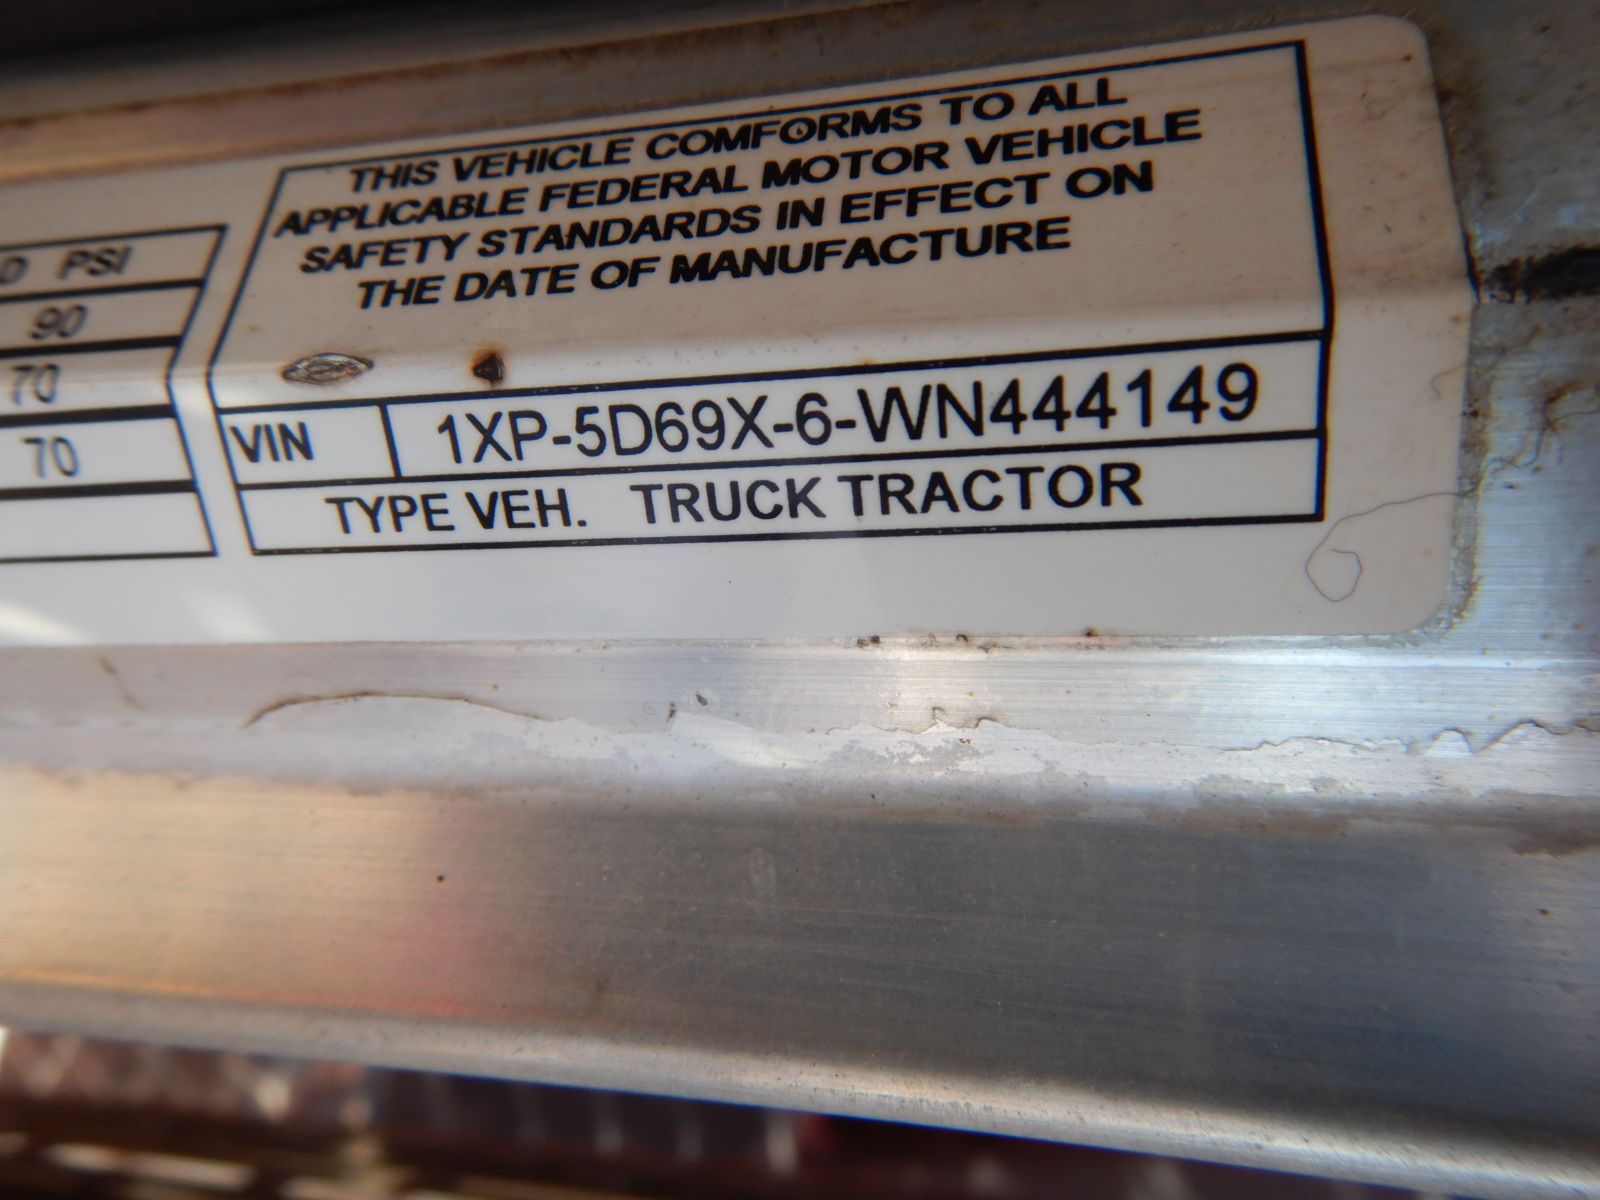 THIS VEHICLE COMFORMS TO ALL
APPLICABLE FEDERAL MOTOR VEHICLE
SAFETY STANDARDS IN EFFECT ON
THE DATE OF MANUFACTURE
PSI
90
70
70
VIN 1XP-5D69X-6-WN444149
TYPE VEH. TRUCK TRACTOR